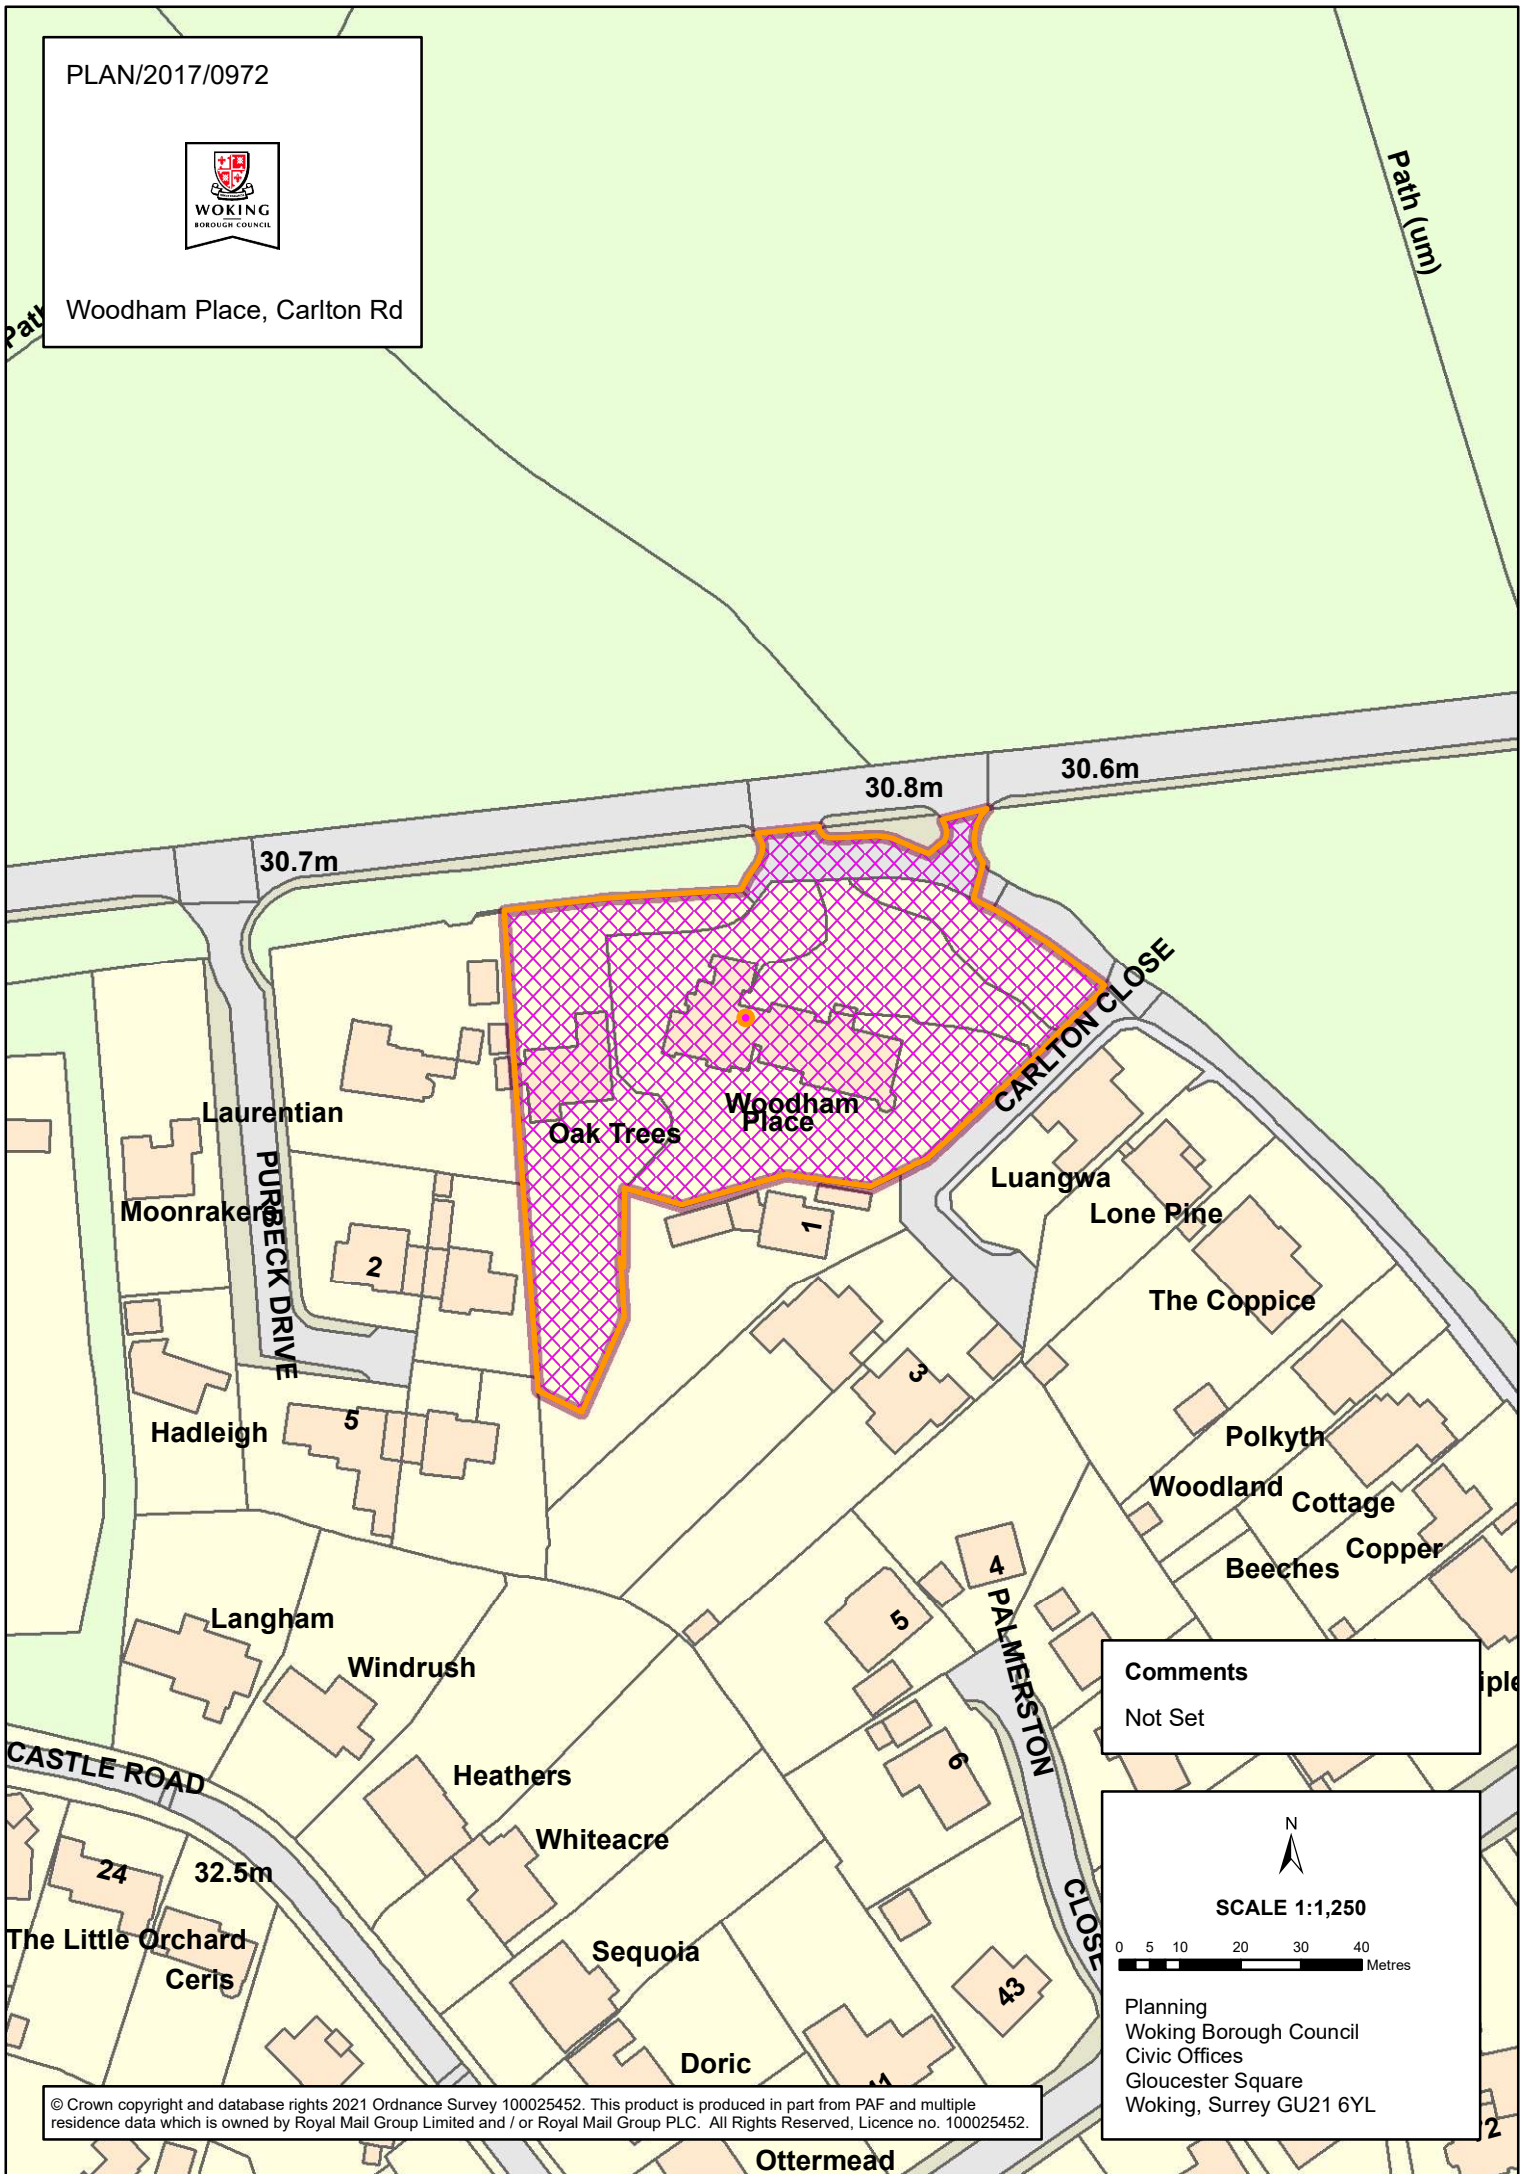 PLAN/2017/0972
WOKING
BOROUGH COUNCIL
Woodham Place, Carlton Rd
Path
Path (um)
30.8m
30.6m
30.7m
CARLTON CLOSE
Laurentian
Woodham
Place
Oak Trees
PURBECK DRIVE
Moonrakers
Luangwa
Lone Pine
1
2
The Coppice
3
Hadleigh
5
Polkyth
Woodland
Cottage
Copper
Beeches
4
5
PALMERSTON
CLOSE
Langham
Windrush
6
CASTLE ROAD
Heathers
Whiteacre
24
32.5m
The Little Orchard
Ceris
Sequoia
43
Doric
Ottermead
Comments
Not Set
N
SCALE 1:1,250
0 5 10 20 30 40
Metres
Planning
Woking Borough Council
Civic Offices
Gloucester Square
Woking, Surrey GU21 6YL
© Crown copyright and database rights 2021 Ordnance Survey 100025452. This product is produced in part from PAF and multiple
residence data which is owned by Royal Mail Group Limited and / or Royal Mail Group PLC. All Rights Reserved, Licence no. 100025452.